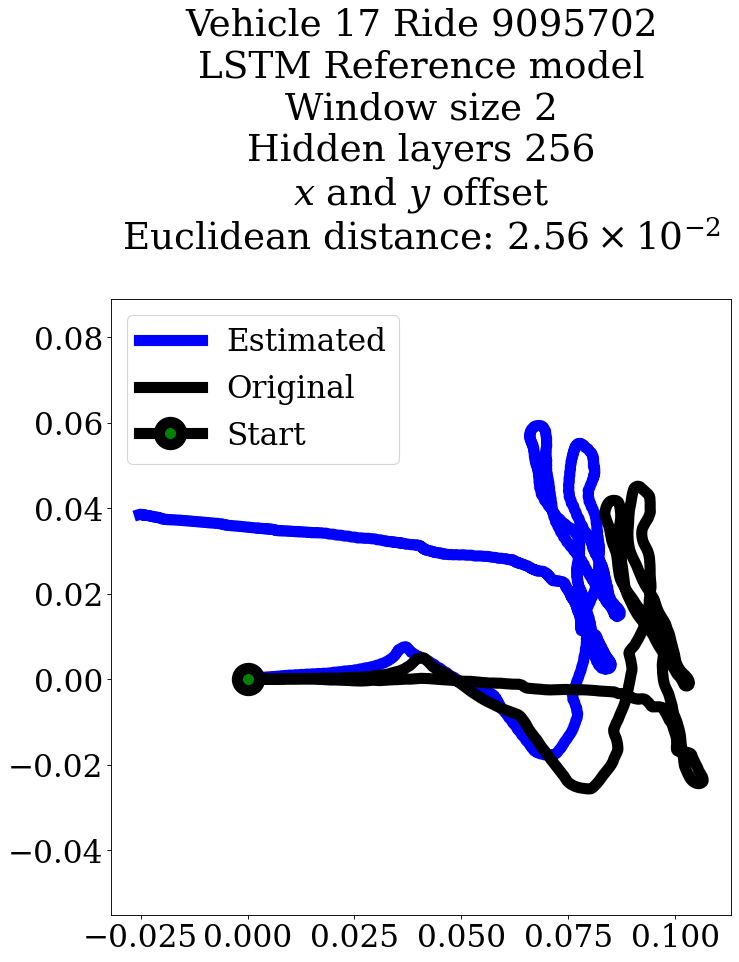 Vehicle 17 Ride 9095702
LSTM Reference model
Window size 2
Hidden layers 256
x and y offset
Euclidean distance: 2.56 × 10⁻²
Estimated
Original
Start
0.08
0.06
0.04
0.02
0.00
−0.02
−0.04
−0.025 0.000 0.025 0.050 0.075 0.100